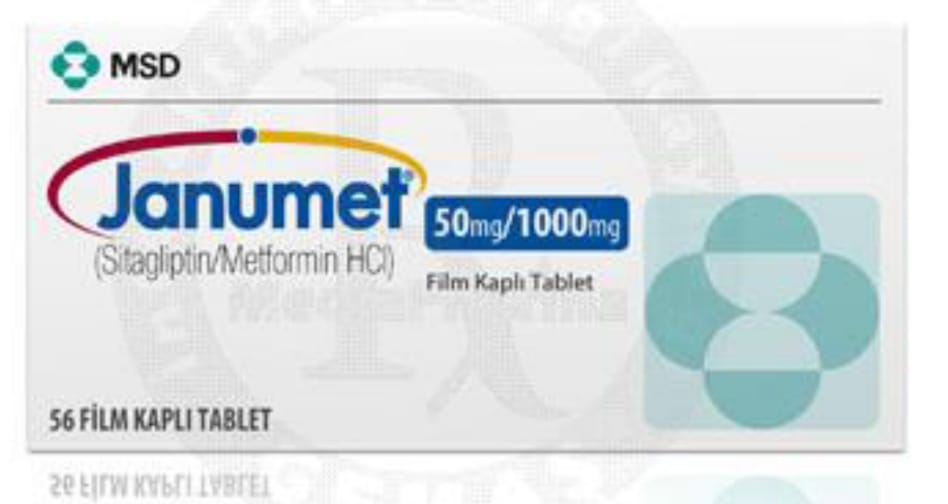 MSD
Janumet®
50mg/1000mg
(Sitagliptin/Metformin HCl)
Film Kaplı Tablet
56 FİLM KAPLI TABLET